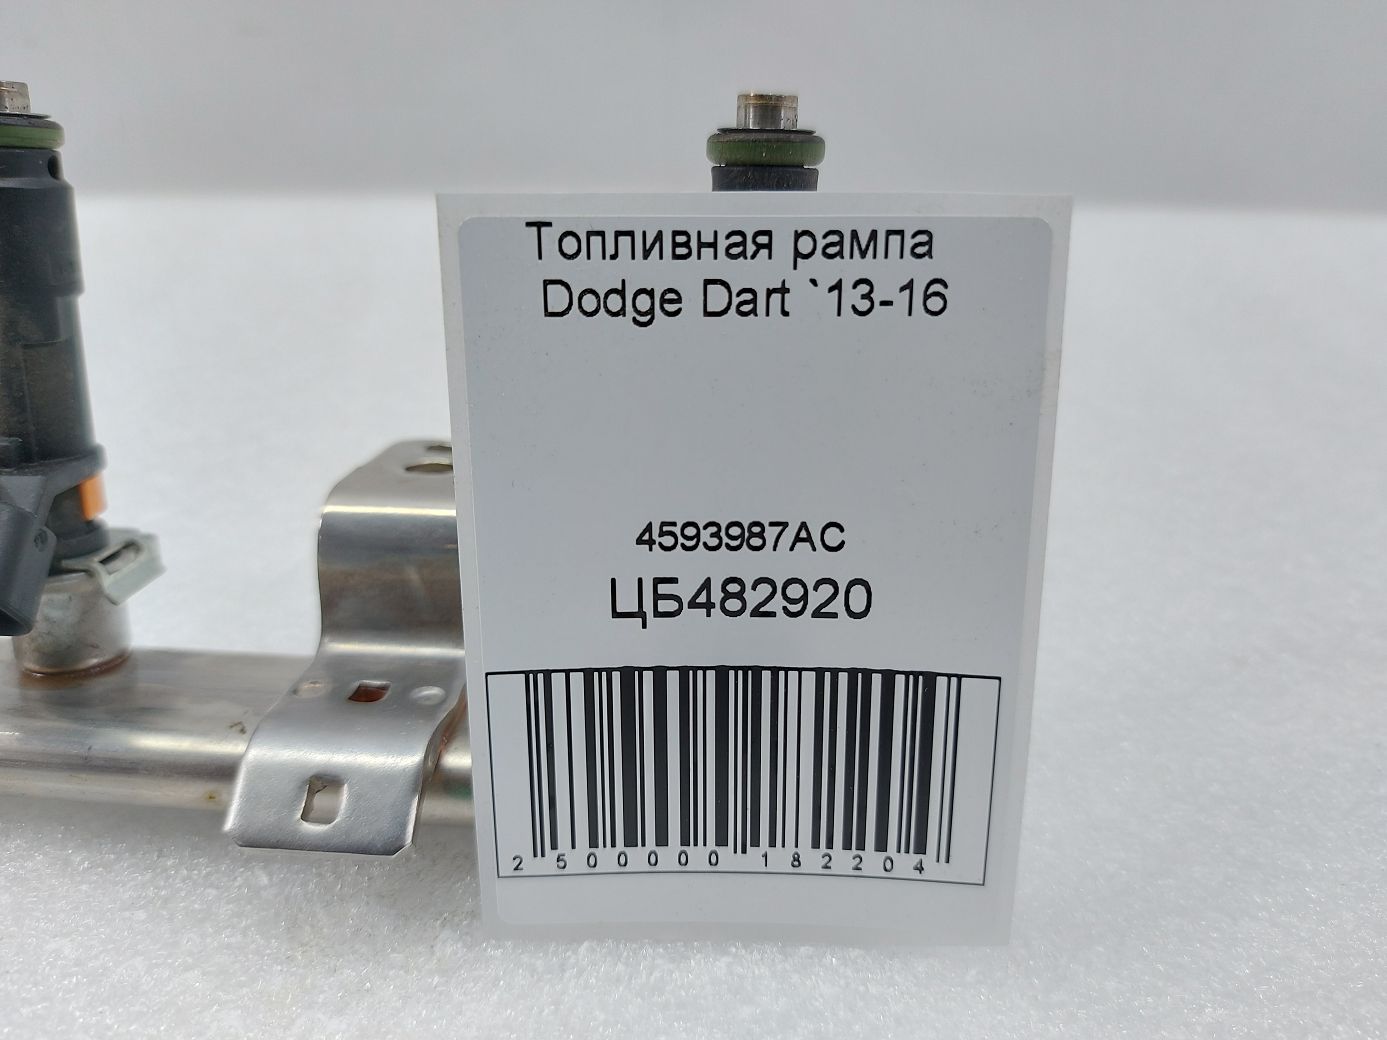 Топливная рампа
Dodge Dart `13-16
4593987AC
ЦБ482920
2 500000 182204